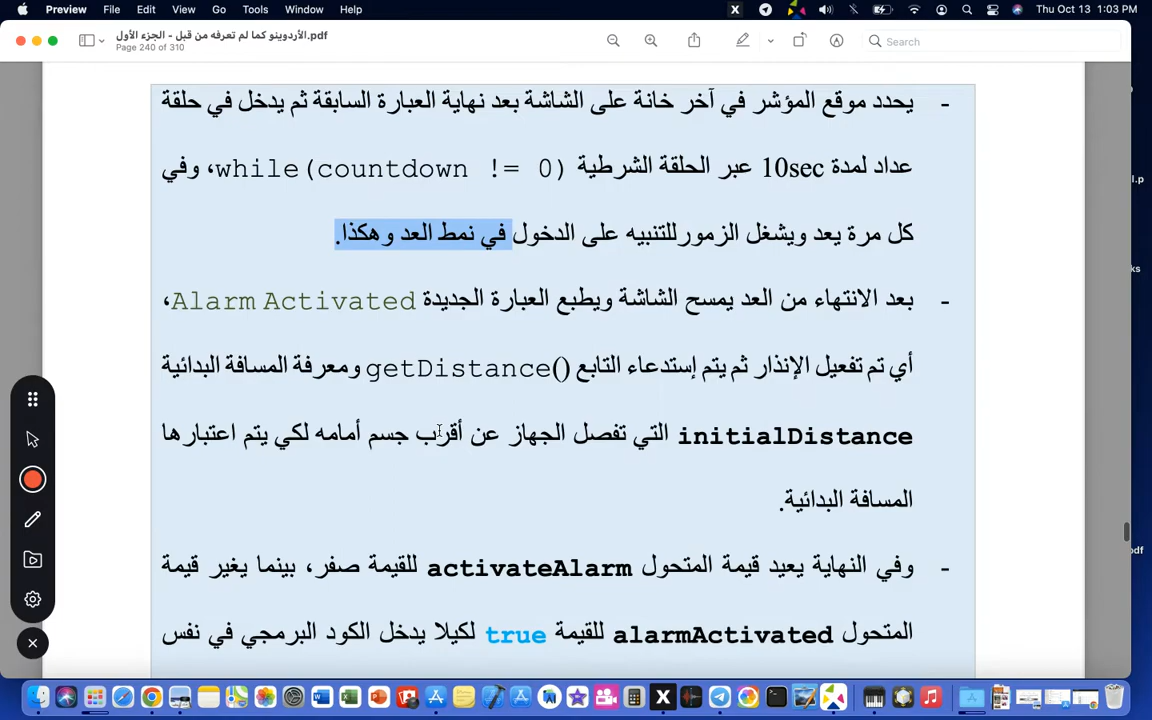 Preview File Edit View Go Tools Window Help Thu Oct 13 1:03 PM
الأردوينو كما لم تعرفه من قبل - الجزء الأول.pdf
Page 240 of 310
Search
- يحدد موقع المؤشر في آخر خانة على الشاشة بعد نهاية العبارة السابقة ثم يدخل في حلقة
عداد لمدة 10sec عبر الحلقة الشرطية while(countdown != 0)، وفي
كل مرة يعد ويشغل الزمورللتنبيه على الدخول في نمط العد وهكذا.
- بعد الانتهاء من العد يمسح الشاشة ويطبع العبارة الجديدة Alarm Activated،
أي تم تفعيل الإنذار ثم يتم إستدعاء التابع getDistance() ومعرفة المسافة البدائية
initialDistance التي تفصل الجهاز عن أقرب جسم أمامه لكي يتم اعتبارها
المسافة البدائية.
- وفي النهاية يعيد قيمة المتحول activateAlarm للقيمة صفر، بينما يغير قيمة
المتحول alarmActivated للقيمة true لكيلا يدخل الكود البرمجي في نفس
l.p
ks
pdf